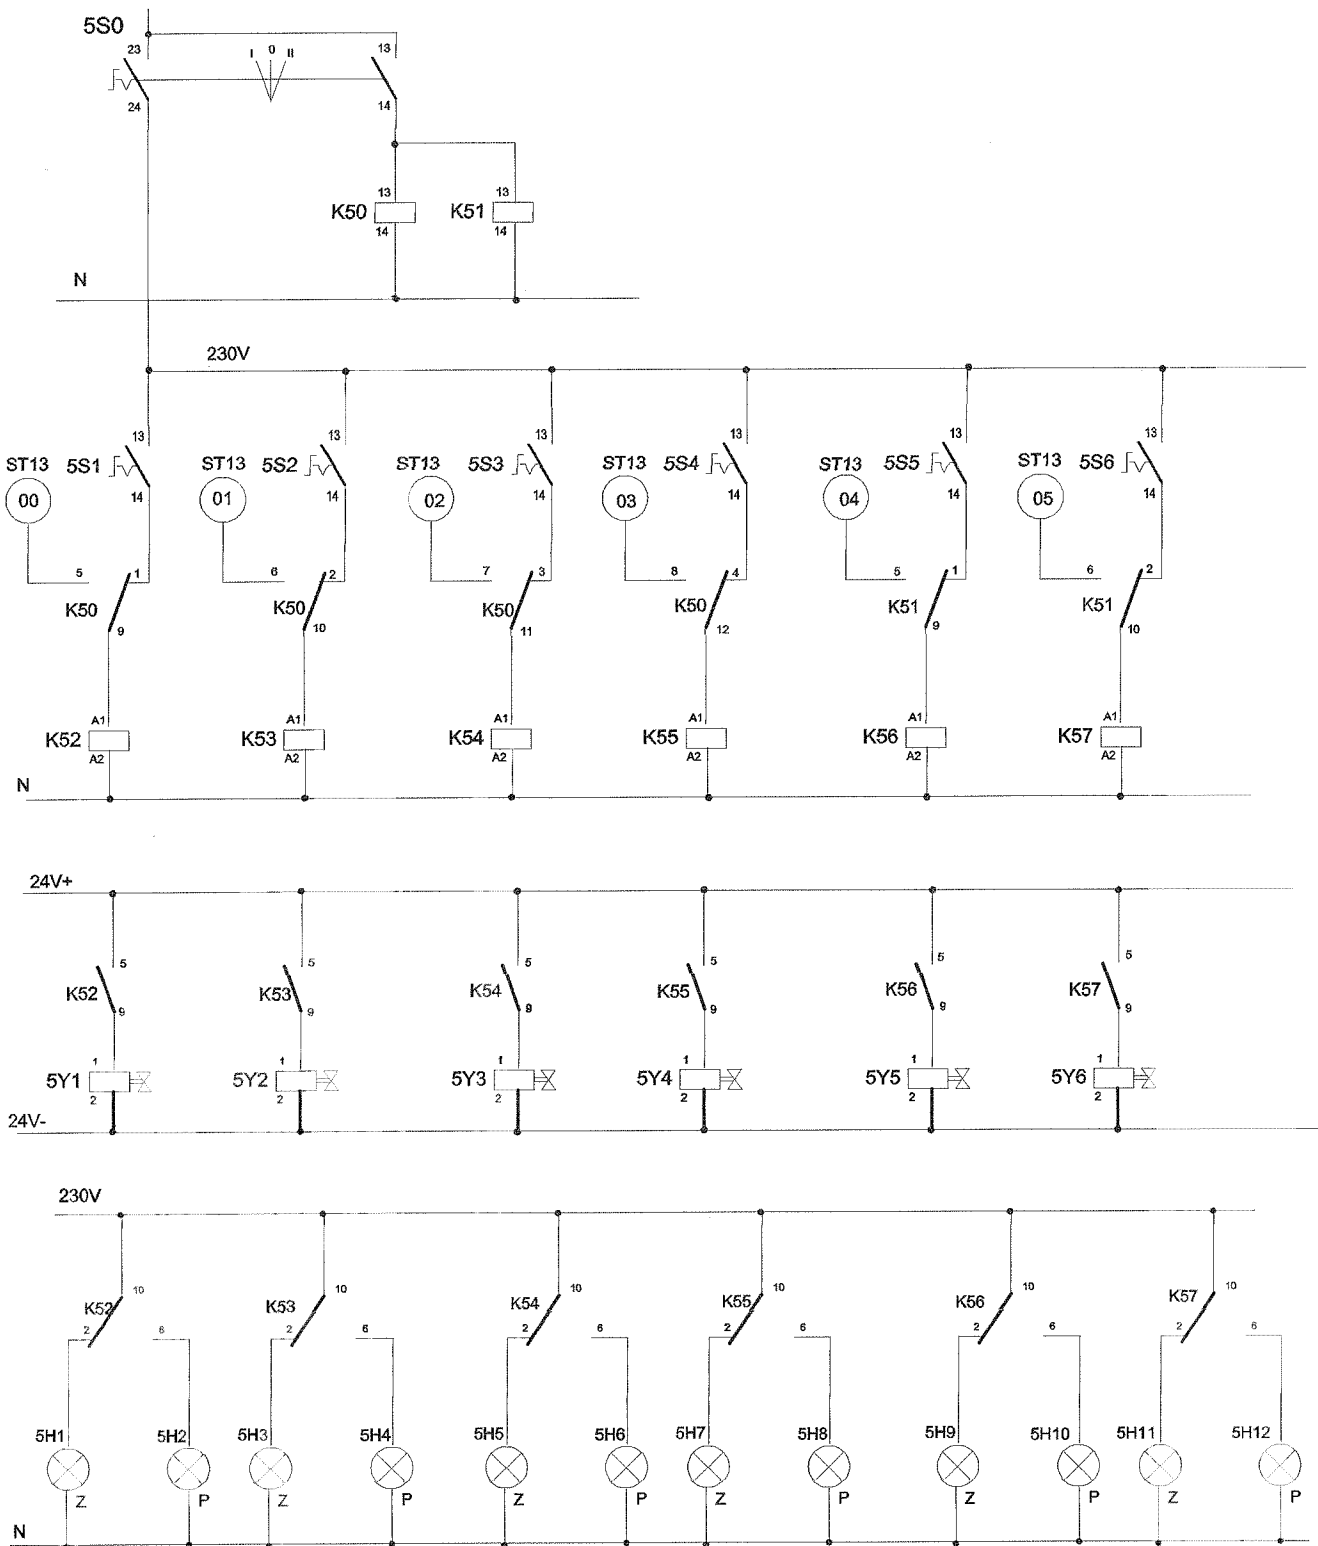 5S0
23 I 0 II 13
24 14
13 13
K50 K51
14 14
N
230V
13 13 13 13 13 13
ST13 5S1 ST13 5S2 ST13 5S3 ST13 5S4 ST13 5S5 ST13 5S6
00 14 01 14 02 14 03 14 04 14 05 14
5 1 6 2 7 3 8 4 5 1 6 2
K50 K50 K50 K50 K51 K51
9 10 11 12 9 10
A1 A1 A1 A1 A1 A1
K52 K53 K54 K55 K56 K57
A2 A2 A2 A2 A2 A2
N
24V+
5 5 5 5 5 5
K52 K53 K54 K55 K56 K57
9 9 9 9 9 9
1 1 1 1 1 1
5Y1 5Y2 5Y3 5Y4 5Y5 5Y6
2 2 2 2 2 2
24V-
230V
10 10 10 10 10 10
K52 K53 K54 K55 K56 K57
2 6 2 6 2 6 2 6 2 6 2 6
5H1 5H2 5H3 5H4 5H5 5H6 5H7 5H8 5H9 5H10 5H11 5H12
Z P Z P Z P Z P Z P Z P
N